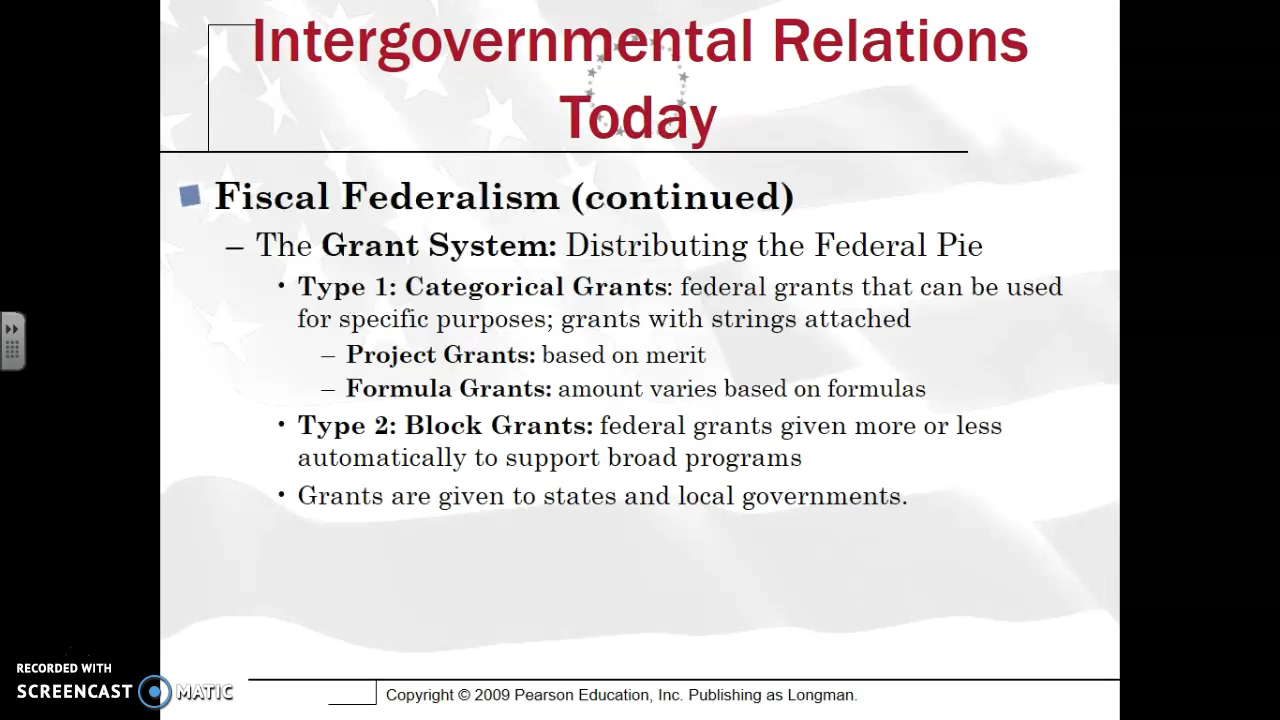 Intergovernmental Relations
Today
Fiscal Federalism (continued)
– The Grant System: Distributing the Federal Pie
• Type 1: Categorical Grants: federal grants that can be used
for specific purposes; grants with strings attached
– Project Grants: based on merit
– Formula Grants: amount varies based on formulas
• Type 2: Block Grants: federal grants given more or less
automatically to support broad programs
• Grants are given to states and local governments.
RECORDED WITH
SCREENCAST MATIC
Copyright © 2009 Pearson Education, Inc. Publishing as Longman.